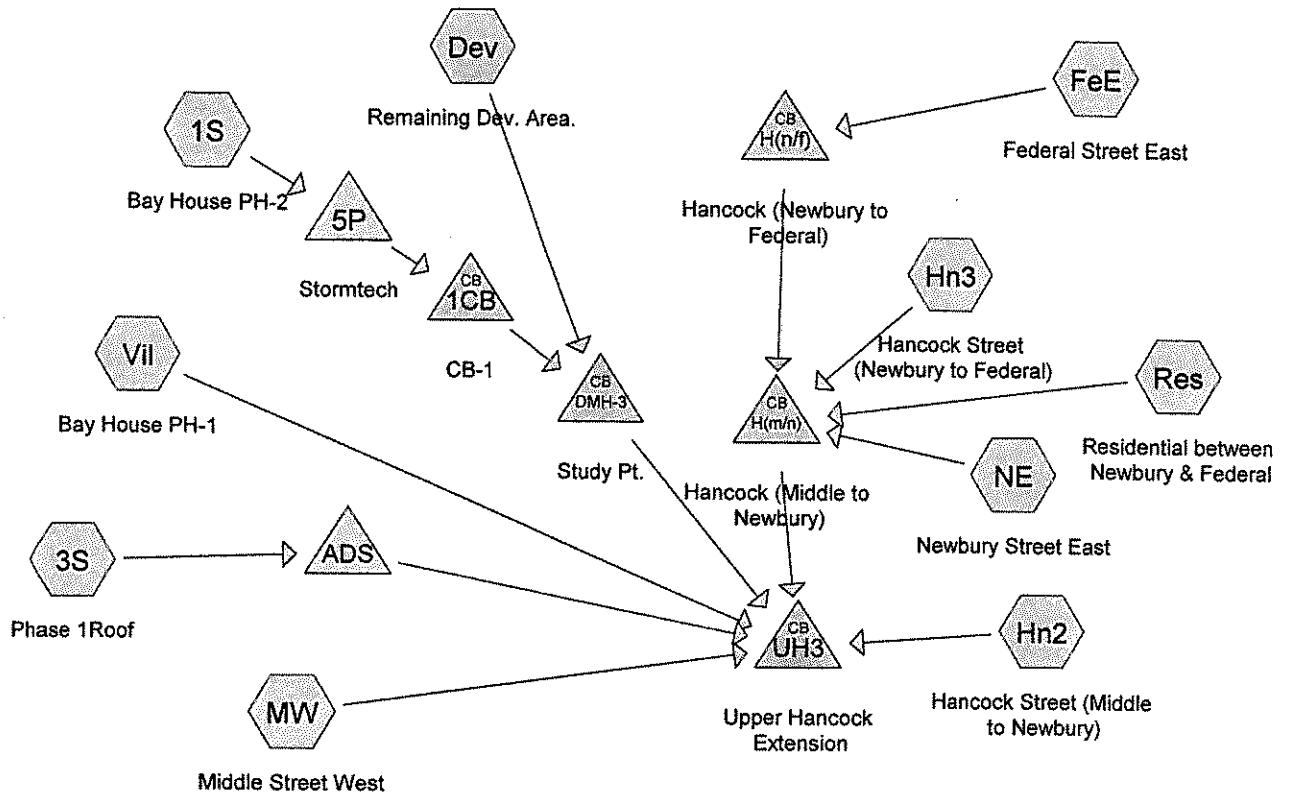 Dev
Remaining Dev. Area.
1S
Bay House PH-2
5P
Stormtech
CB
1CB
CB-1
CB
DMH-3
Study Pt.
CB
H(n/f)
Hancock (Newbury to
Federal)
FeE
Federal Street East
Hn3
Hancock Street
(Newbury to Federal)
CB
H(m/n)
Hancock (Middle to
Newbury)
Res
Residential between
Newbury & Federal
NE
Newbury Street East
Vil
Bay House PH-1
3S
Phase 1Roof
ADS
MW
Middle Street West
CB
UH3
Upper Hancock
Extension
Hn2
Hancock Street (Middle
to Newbury)